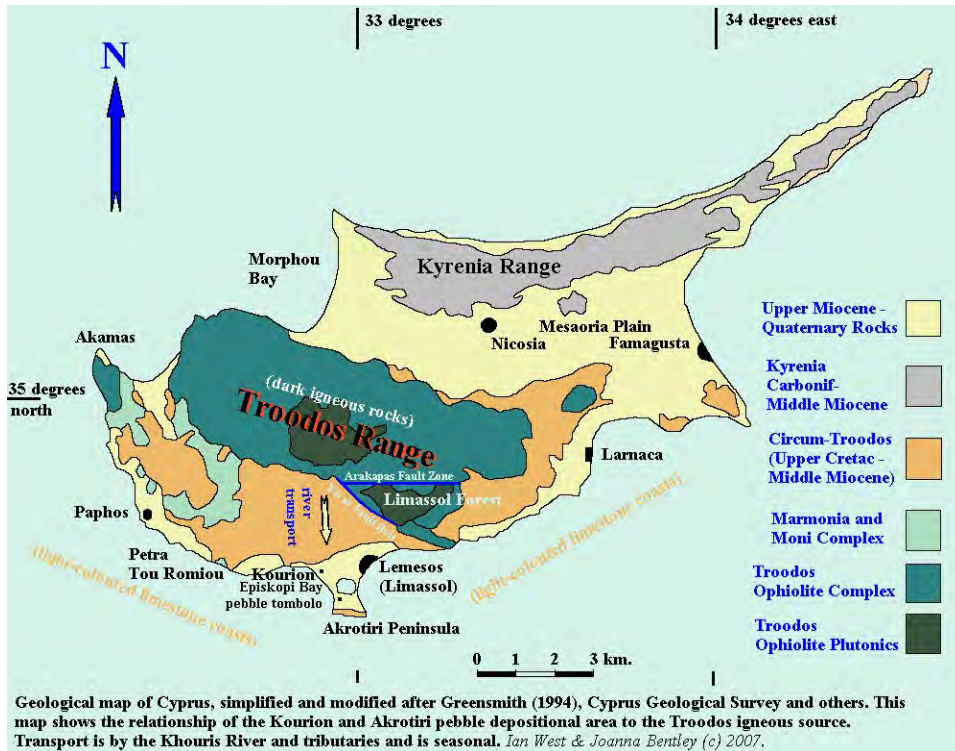 33 degrees
34 degrees east
N
Morphou
Bay
Kyrenia Range
Akamas
Mesaoria Plain
Nicosia
Famagusta
35 degrees
north
(dark igneous rocks)
Troodos Range
Larnaca
Arakapas Fault Zone
Limassol Forest
river
transport
Paphos
Petra
Tou Romiou
Kourion
Episkopi Bay
pebble tombolo
Lemesos
(Limassol)
Akrotiri Peninsula
(light-coloured limestone coasts)
(light-coloured limestone coasts)
0 1 2 3 km.
Upper Miocene -
Quaternary Rocks
Kyrenia
Carbonif-
Middle Miocene
Circum-Troodos
(Upper Cretac -
Middle Miocene)
Marmonia and
Moni Complex
Troodos
Ophiolite Complex
Troodos
Ophiolite Plutonics
Geological map of Cyprus, simplified and modified after Greensmith (1994), Cyprus Geological Survey and others. This
map shows the relationship of the Kourion and Akrotiri pebble depositional area to the Troodos igneous source.
Transport is by the Khouris River and tributaries and is seasonal. Ian West & Joanna Bentley (c) 2007.